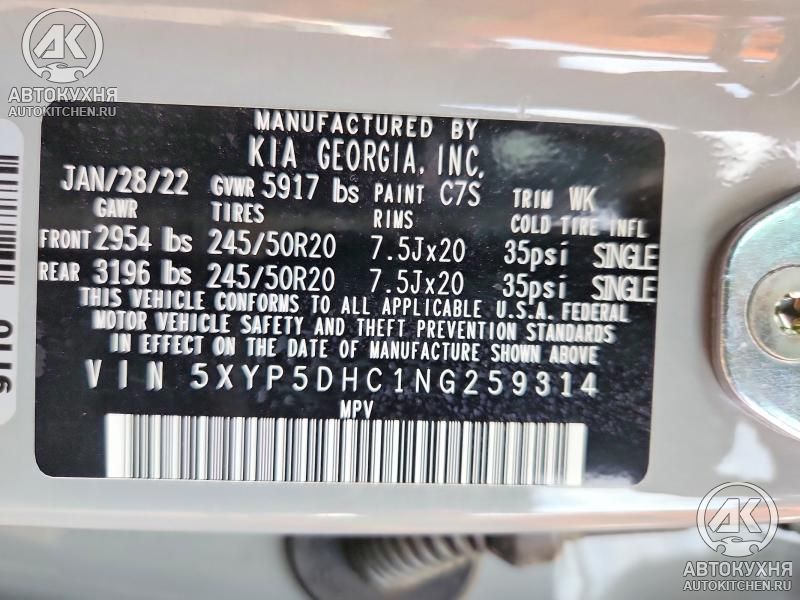 AK
АВТОКУХНЯ
AUTOKITCHEN.RU
MANUFACTURED BY
KIA GEORGIA, INC.
JAN/28/22 GVWR 5917 lbs PAINT C7S TRIM WK
GAWR TIRES RIMS COLD TIRE INFL
FRONT 2954 lbs 245/50R20 7.5Jx20 35psi SINGLE
REAR 3196 lbs 245/50R20 7.5Jx20 35psi SINGLE
THIS VEHICLE CONFORMS TO ALL APPLICABLE U.S.A. FEDERAL
MOTOR VEHICLE SAFETY AND THEFT PREVENTION STANDARDS
IN EFFECT ON THE DATE OF MANUFACTURE SHOWN ABOVE
VIN 5XYP5DHC1NG259314
MPV
AK
АВТОКУХНЯ
AUTOKITCHEN.RU